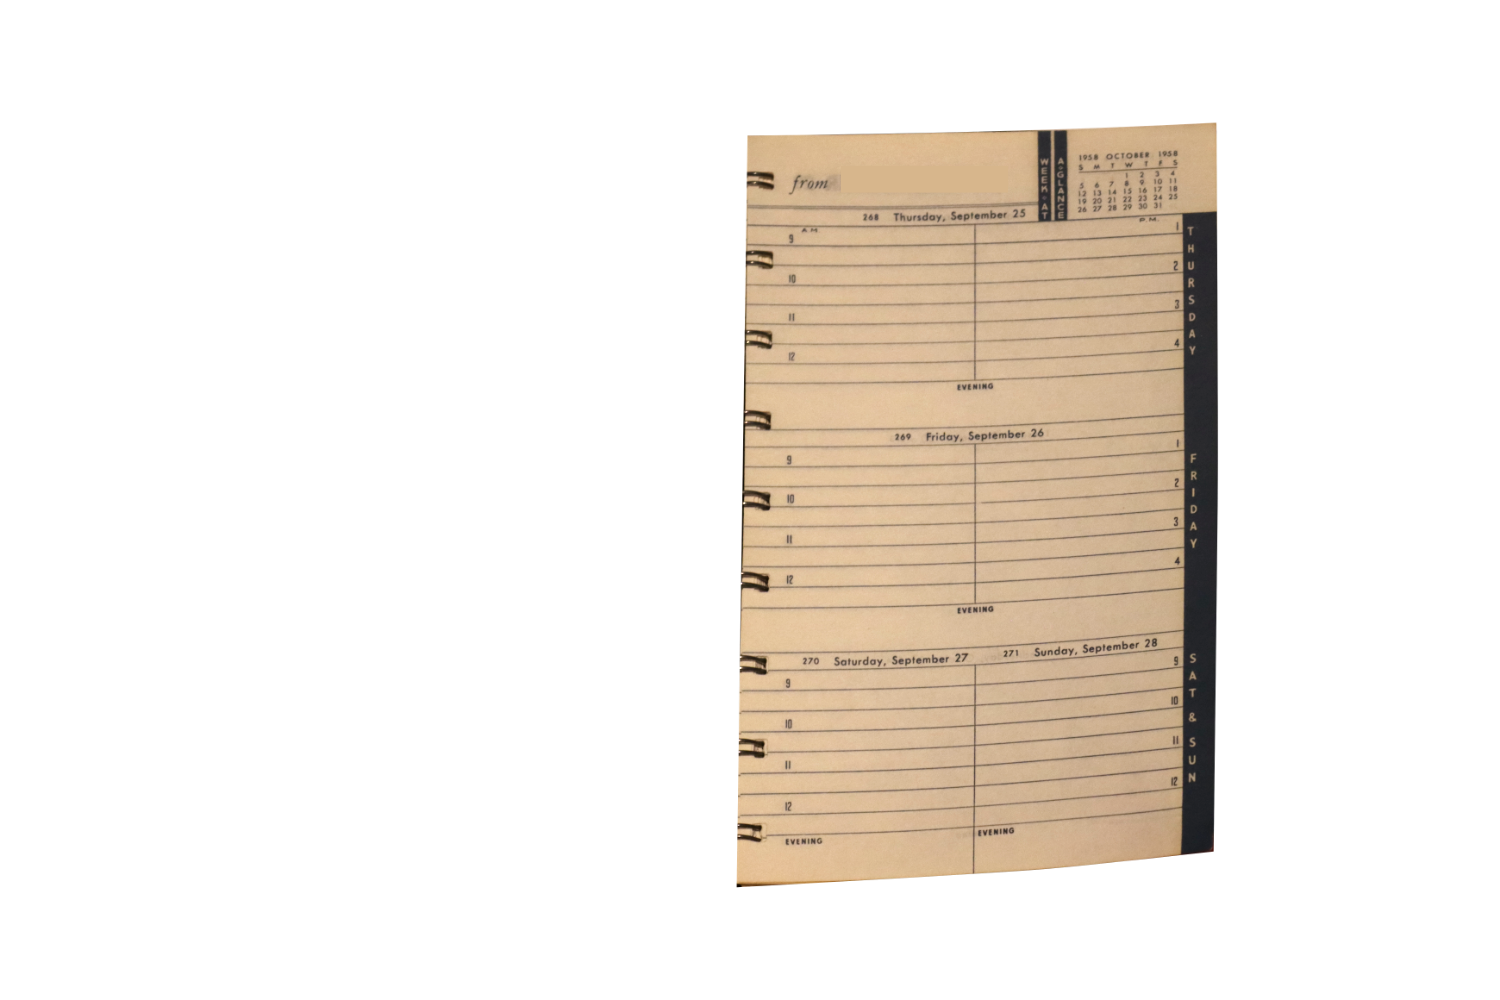 from
WEEK-AT
A-GLANCE
1958 OCTOBER 1958
S M T W T F S
1 2 3 4
5 6 7 8 9 10 11
12 13 14 15 16 17 18
19 20 21 22 23 24 25
26 27 28 29 30 31
268 Thursday, September 25
A.M. P.M.
9 1
10 2
11 3
12 4
EVENING
THURSDAY
269 Friday, September 26
9 1
10 2
11 3
12 4
EVENING
FRIDAY
270 Saturday, September 27 271 Sunday, September 28
9 9
10 10
11 11
12 12
EVENING EVENING
SAT & SUN